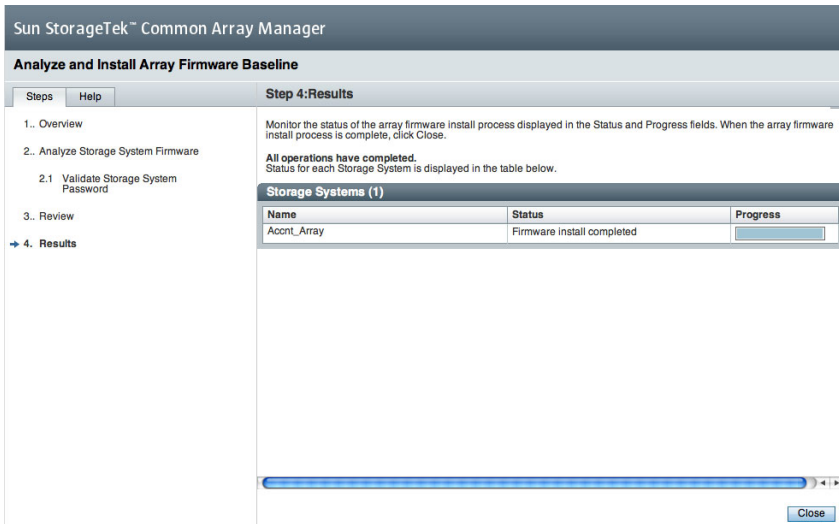 Sun StorageTek™ Common Array Manager
Analyze and Install Array Firmware Baseline
Steps
Help
1.. Overview
2.. Analyze Storage System Firmware
2.1 Validate Storage System
Password
3.. Review
4. Results
Step 4:Results
Monitor the status of the array firmware install process displayed in the Status and Progress fields. When the array firmware
install process is complete, click Close.
All operations have completed.
Status for each Storage System is displayed in the table below.
Storage Systems (1)
Name Status Progress
Accnt_Array Firmware install completed
Close